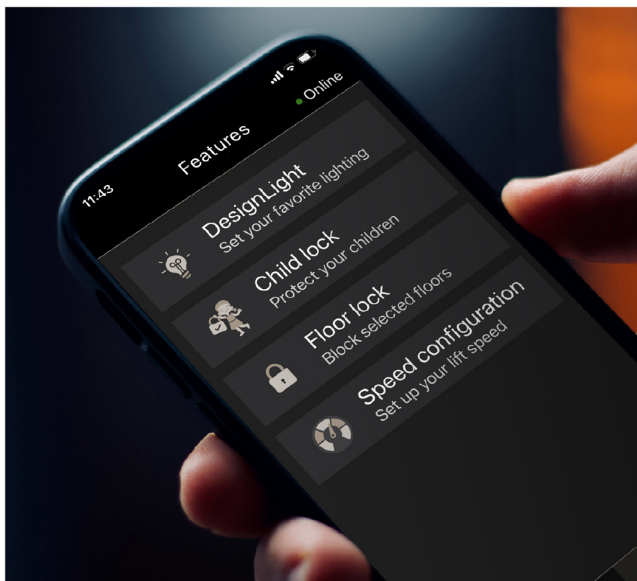 11:43
Features
Online
DesignLight
Set your favorite lighting
Child lock
Protect your children
Floor lock
Block selected floors
Speed configuration
Set up your lift speed